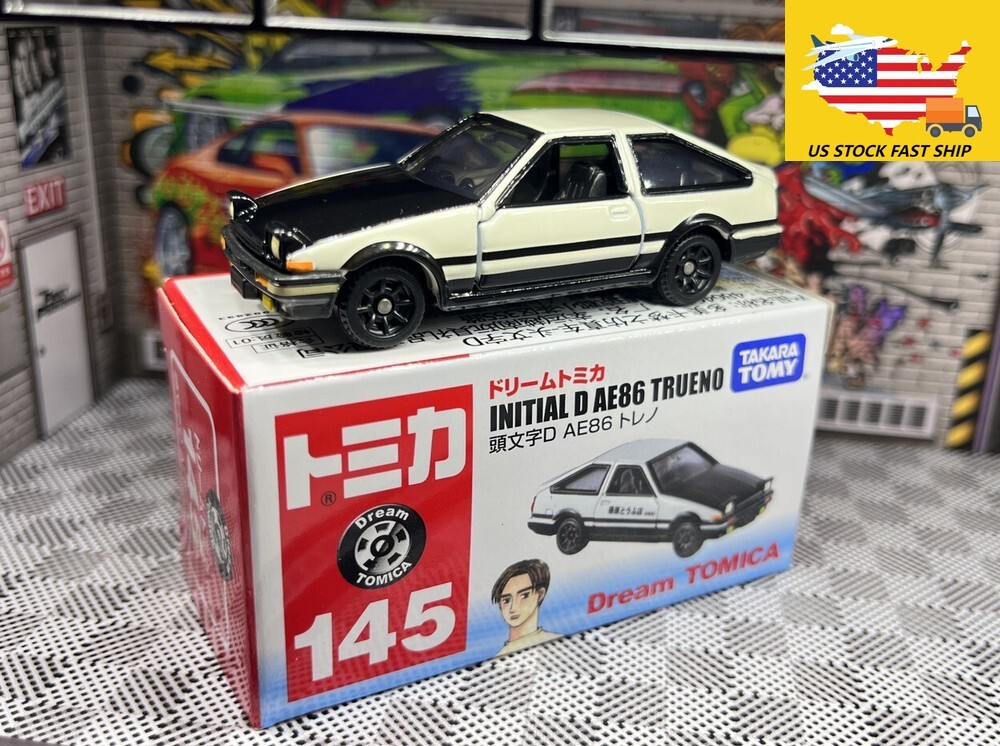 US STOCK FAST SHIP
EXIT
ドリームトミカ
INITIAL D AE86 TRUENO
頭文字D AE86 トレノ
TAKARA
TOMY
トミカ
®
Dream
TOMICA
145
Dream TOMICA